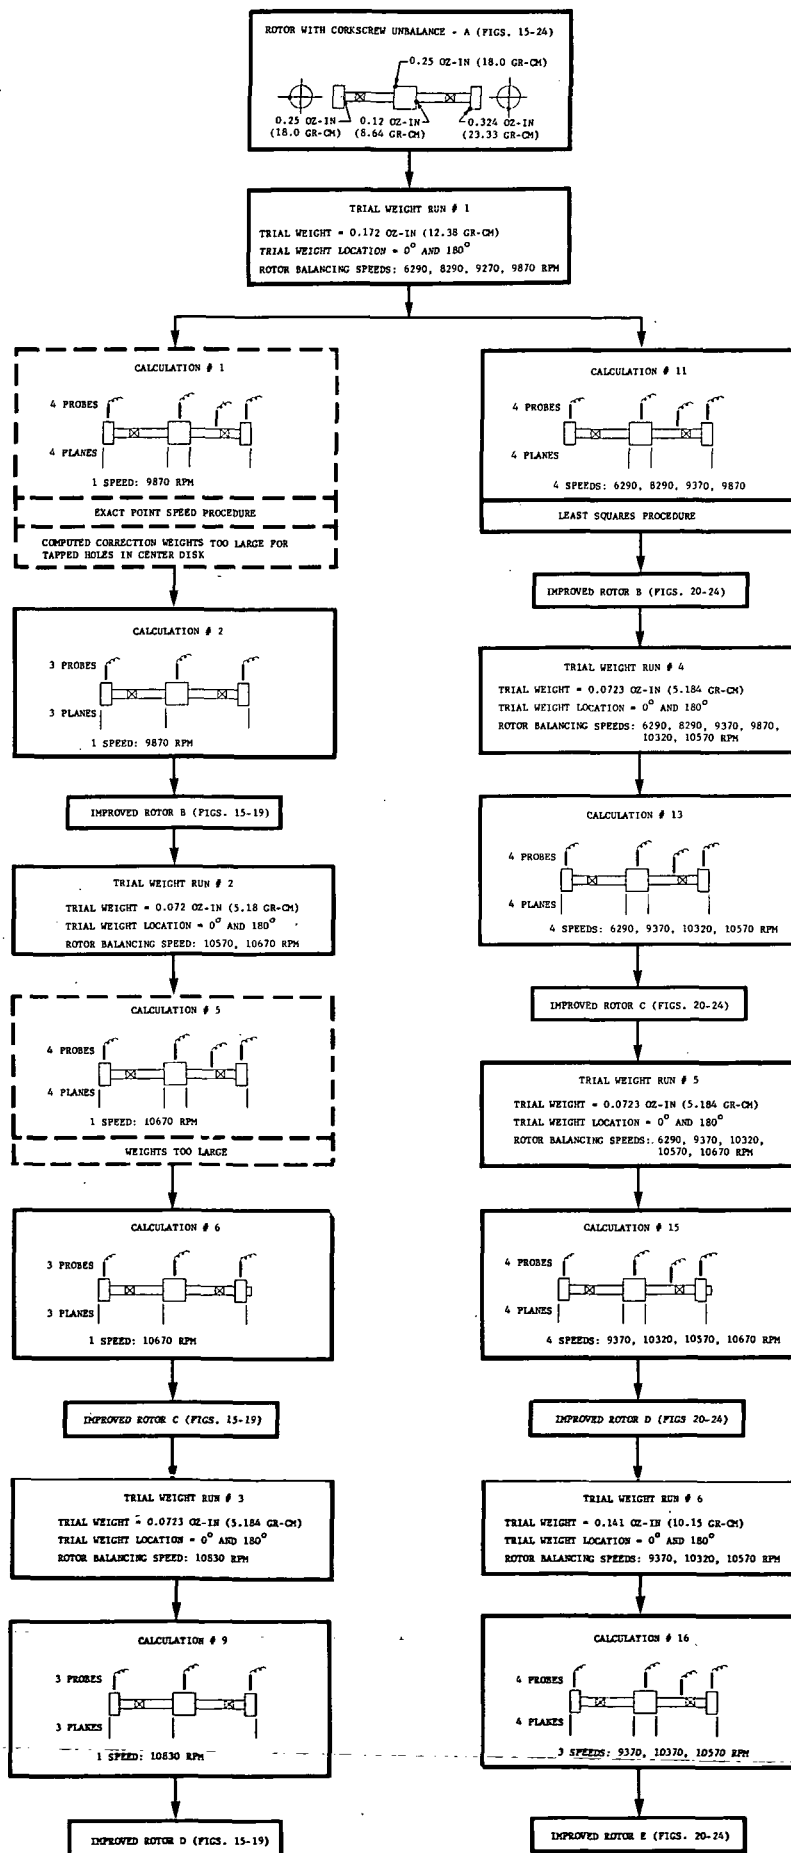 ROTOR WITH CORKSCREW UNBALANCE - A (FIGS. 15-24)
0.25 OZ-IN (18.0 GR-CM)
0.25 OZ-IN
(18.0 GR-CM)
0.12 OZ-IN
(8.64 GR-CM)
0.324 OZ-IN
(23.33 GR-CM)
TRIAL WEIGHT RUN # 1
TRIAL WEIGHT = 0.172 OZ-IN (12.38 GR-CM)
TRIAL WEIGHT LOCATION = 0° AND 180°
ROTOR BALANCING SPEEDS: 6290, 8290, 9270, 9870 RPM
CALCULATION # 1
4 PROBES
4 PLANES
1 SPEED: 9870 RPM
EXACT POINT SPEED PROCEDURE
COMPUTED CORRECTION WEIGHTS TOO LARGE FOR
TAPPED HOLES IN CENTER DISK
CALCULATION # 2
3 PROBES
3 PLANES
1 SPEED: 9870 RPM
IMPROVED ROTOR B (FIGS. 15-19)
TRIAL WEIGHT RUN # 2
TRIAL WEIGHT = 0.072 OZ-IN (5.18 GR-CM)
TRIAL WEIGHT LOCATION = 0° AND 180°
ROTOR BALANCING SPEED: 10570, 10670 RPM
CALCULATION # 5
4 PROBES
4 PLANES
1 SPEED: 10670 RPM
WEIGHTS TOO LARGE
CALCULATION # 6
3 PROBES
3 PLANES
1 SPEED: 10670 RPM
IMPROVED ROTOR C (FIGS. 15-19)
TRIAL WEIGHT RUN # 3
TRIAL WEIGHT = 0.0723 OZ-IN (5.184 GR-CM)
TRIAL WEIGHT LOCATION = 0° AND 180°
ROTOR BALANCING SPEED: 10830 RPM
CALCULATION # 9
3 PROBES
3 PLANES
1 SPEED: 10830 RPM
IMPROVED ROTOR D (FIGS. 15-19)
CALCULATION # 11
4 PROBES
4 PLANES
4 SPEEDS: 6290, 8290, 9370, 9870
LEAST SQUARES PROCEDURE
IMPROVED ROTOR B (FIGS. 20-24)
TRIAL WEIGHT RUN # 4
TRIAL WEIGHT = 0.0723 OZ-IN (5.184 GR-CM)
TRIAL WEIGHT LOCATION = 0° AND 180°
ROTOR BALANCING SPEEDS: 6290, 8290, 9370, 9870,
10320, 10570 RPM
CALCULATION # 13
4 PROBES
4 PLANES
4 SPEEDS: 6290, 9370, 10320, 10570 RPM
IMPROVED ROTOR C (FIGS. 20-24)
TRIAL WEIGHT RUN # 5
TRIAL WEIGHT = 0.0723 OZ-IN (5.184 GR-CM)
TRIAL WEIGHT LOCATION = 0° AND 180°
ROTOR BALANCING SPEEDS: 6290, 9370, 10320,
10570, 10670 RPM
CALCULATION # 15
4 PROBES
4 PLANES
4 SPEEDS: 9370, 10320, 10570, 10670 RPM
IMPROVED ROTOR D (FIGS 20-24)
TRIAL WEIGHT RUN # 6
TRIAL WEIGHT = 0.141 OZ-IN (10.15 GR-CM)
TRIAL WEIGHT LOCATION = 0° AND 180°
ROTOR BALANCING SPEEDS: 9370, 10320, 10570 RPM
CALCULATION # 16
4 PROBES
4 PLANES
3 SPEEDS: 9370, 10370, 10570 RPM
IMPROVED ROTOR E (FIGS. 20-24)